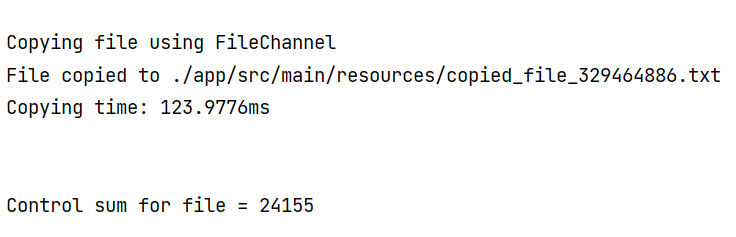 Copying file using FileChannel
File copied to ./app/src/main/resources/copied_file_329464886.txt
Copying time: 123.9776ms
Control sum for file = 24155